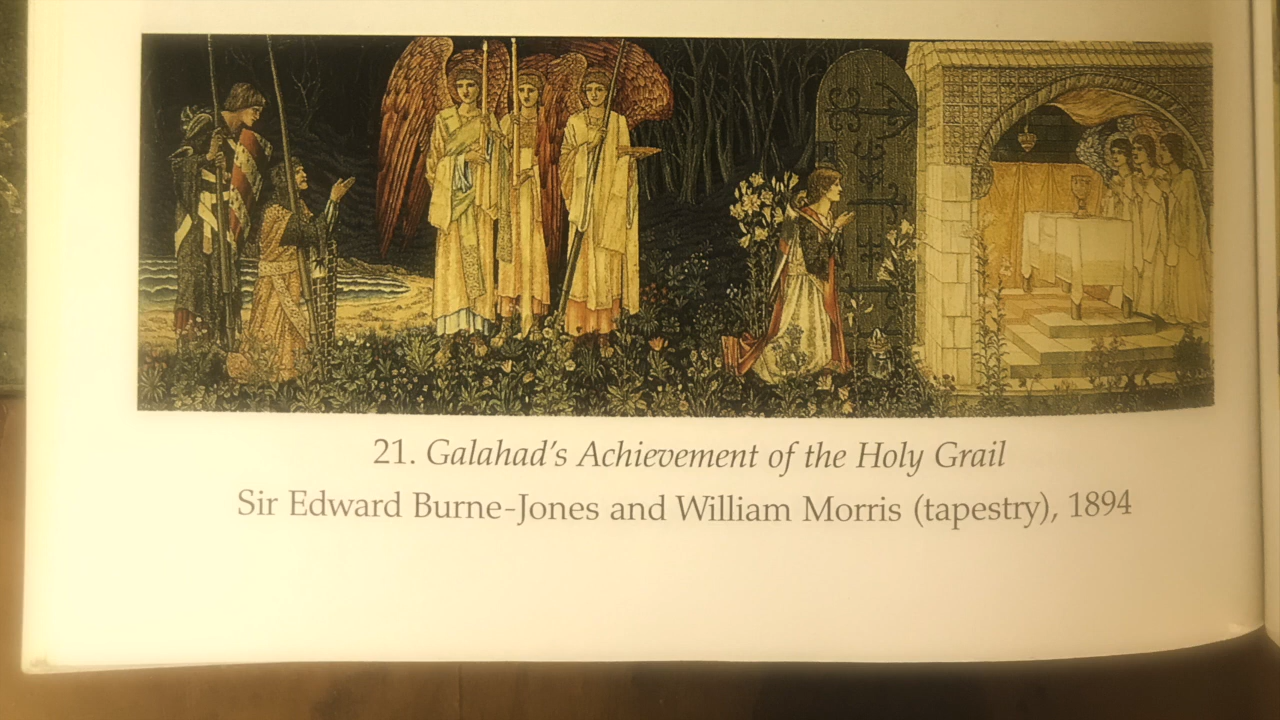 21. Galahad's Achievement of the Holy Grail
Sir Edward Burne-Jones and William Morris (tapestry), 1894